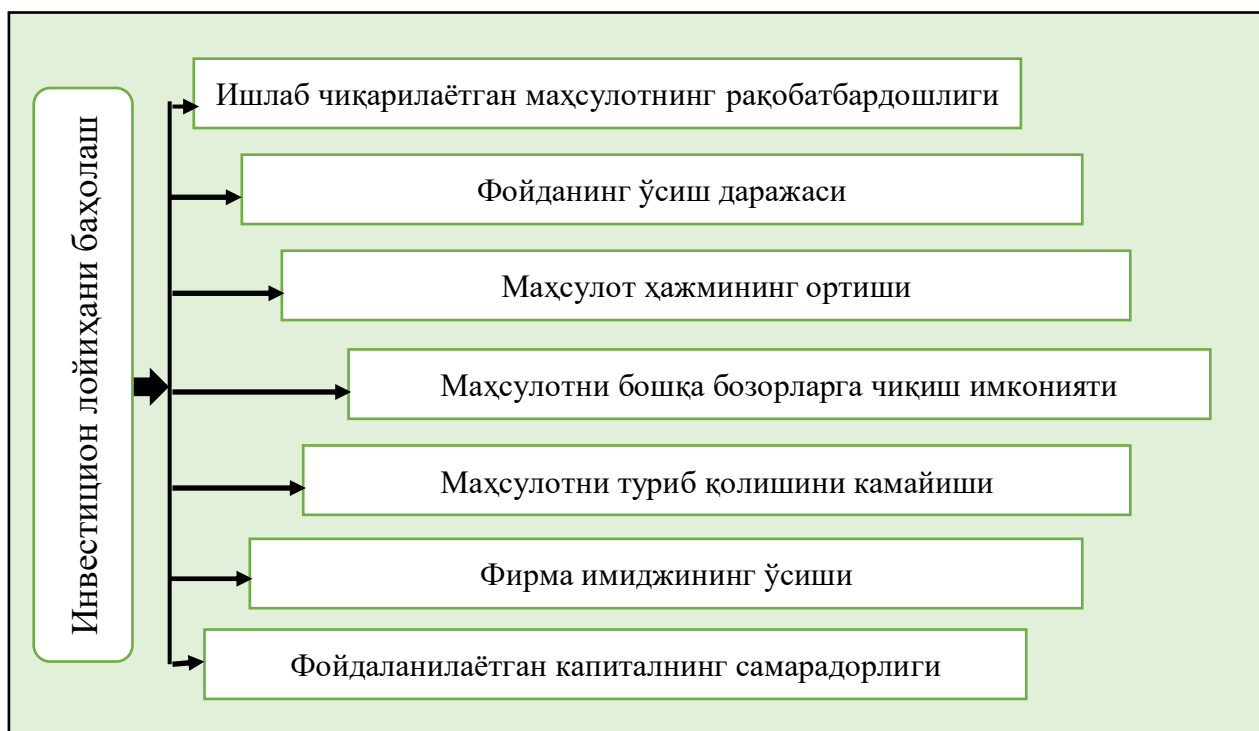 Инвестицион лойиҳани баҳолаш
Ишлаб чиқарилаётган маҳсулотнинг рақобатбардошлиги
Фойданинг ўсиш даражаси
Маҳсулот ҳажмининг ортиши
Маҳсулотни бошқа бозорларга чиқиш имконияти
Маҳсулотни туриб қолишини камайиши
Фирма имиджининг ўсиши
Фойдаланилаётган капиталнинг самарадорлиги